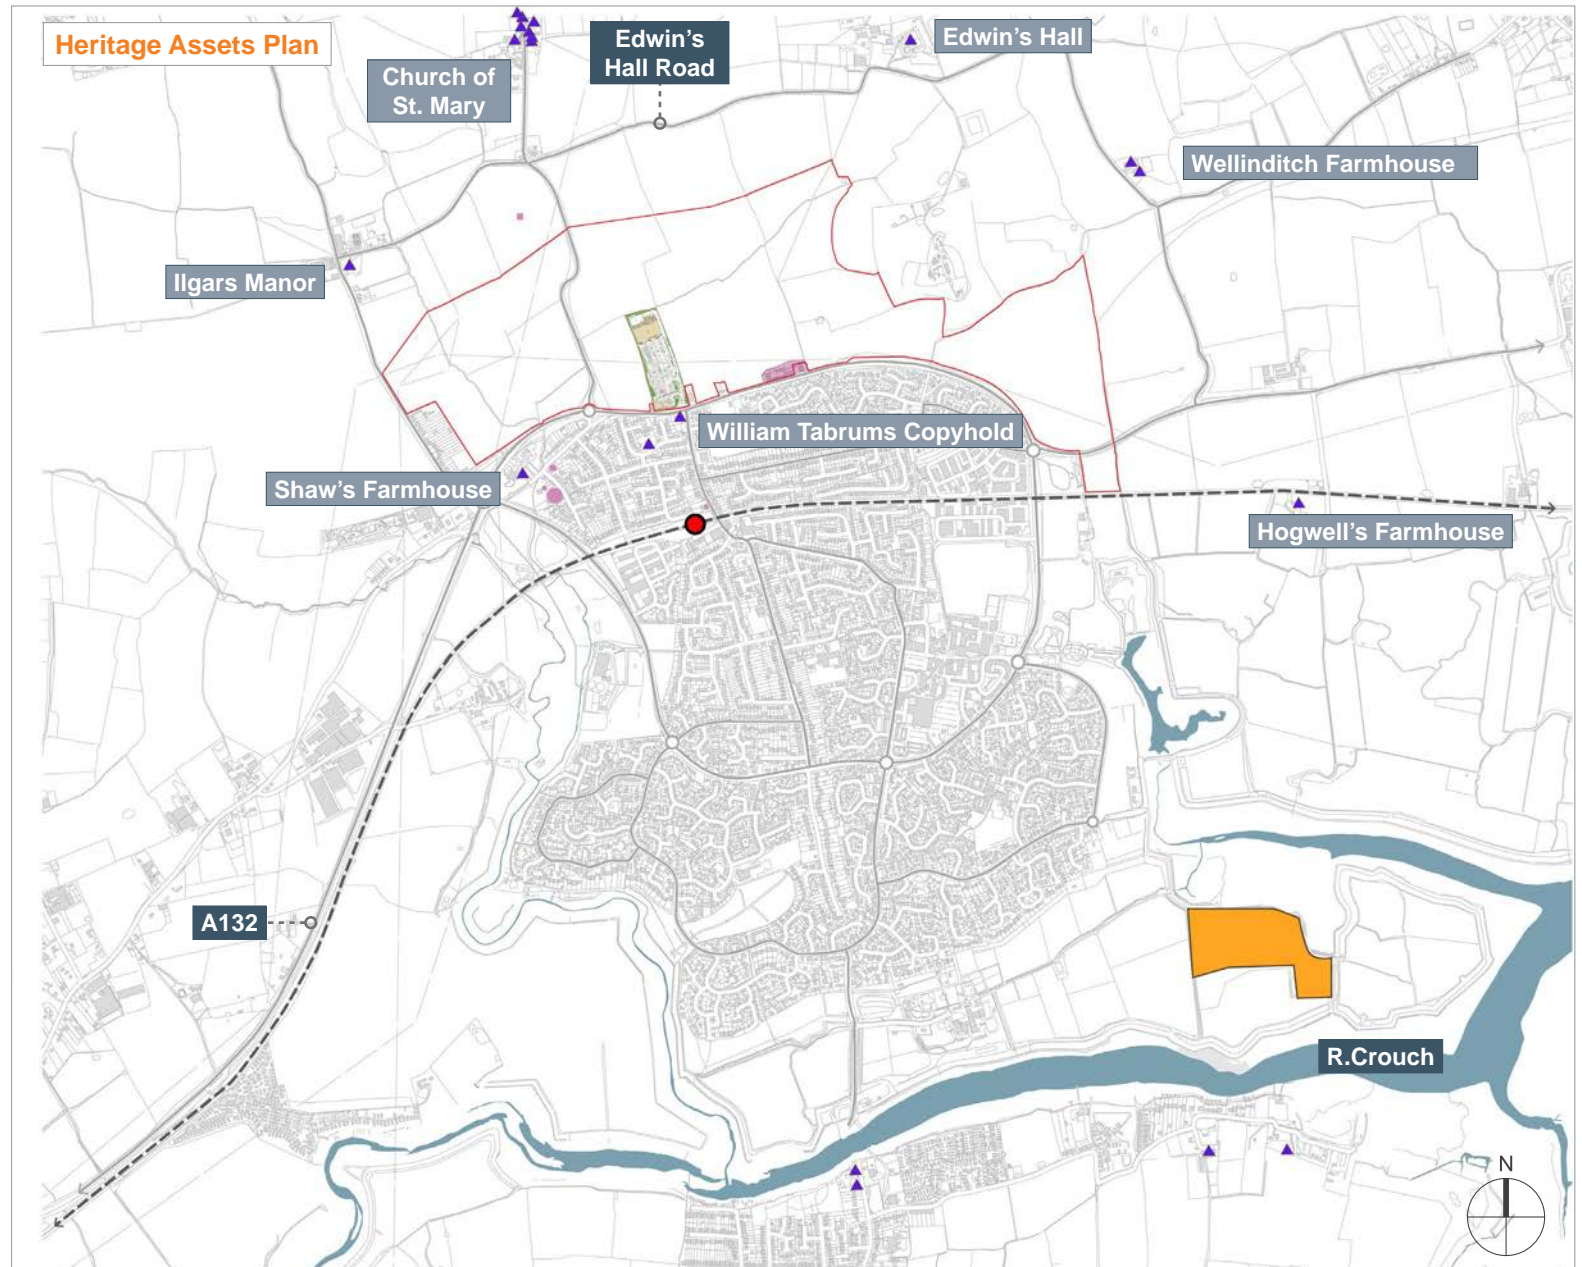 Heritage Assets Plan
Edwin's
Hall Road
Edwin's Hall
Church of
St. Mary
Wellinditch Farmhouse
Ilgars Manor
William Tabrums Copyhold
Shaw's Farmhouse
Hogwell's Farmhouse
A132
R.Crouch
N